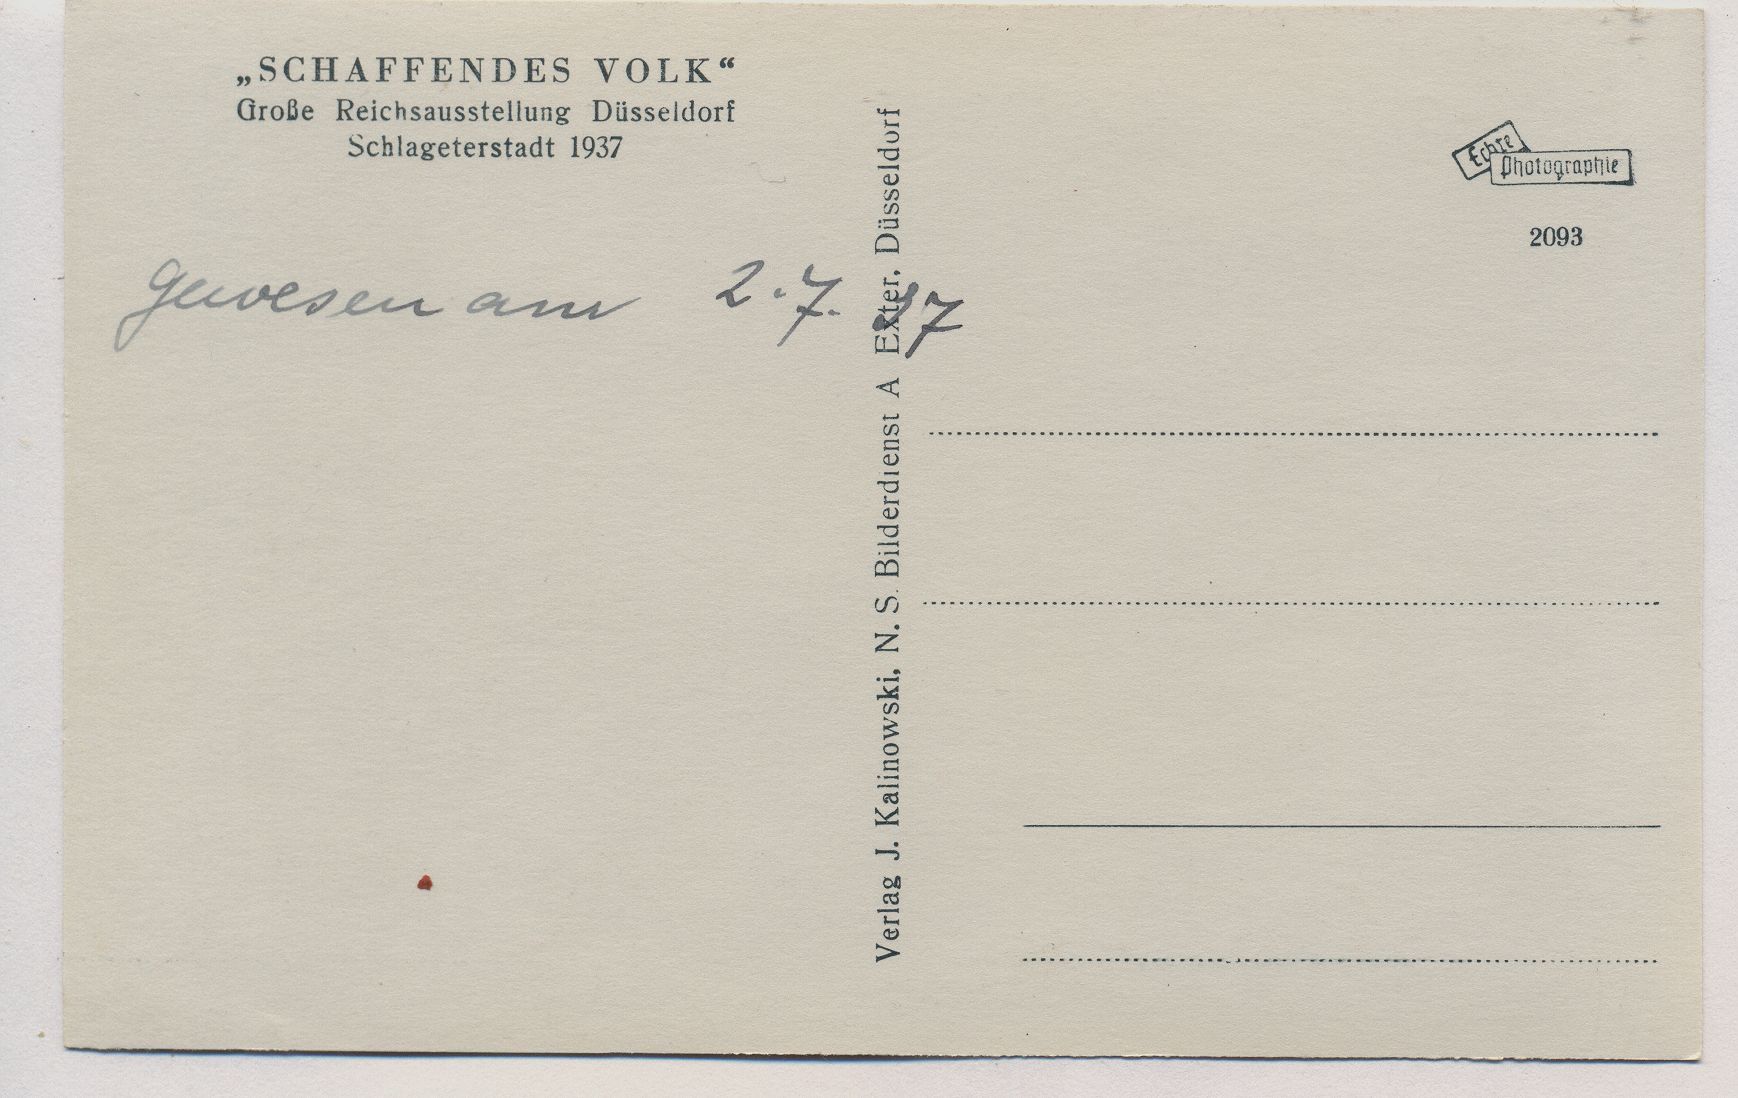 „SCHAFFENDES VOLK“
Große Reichsausstellung Düsseldorf
Schlageterstadt 1937
gewesen am 2.7.37
Verlag J. Kalinowski, N. S. Bilderdienst A Exter, Düsseldorf
Echte
Photographie
2093